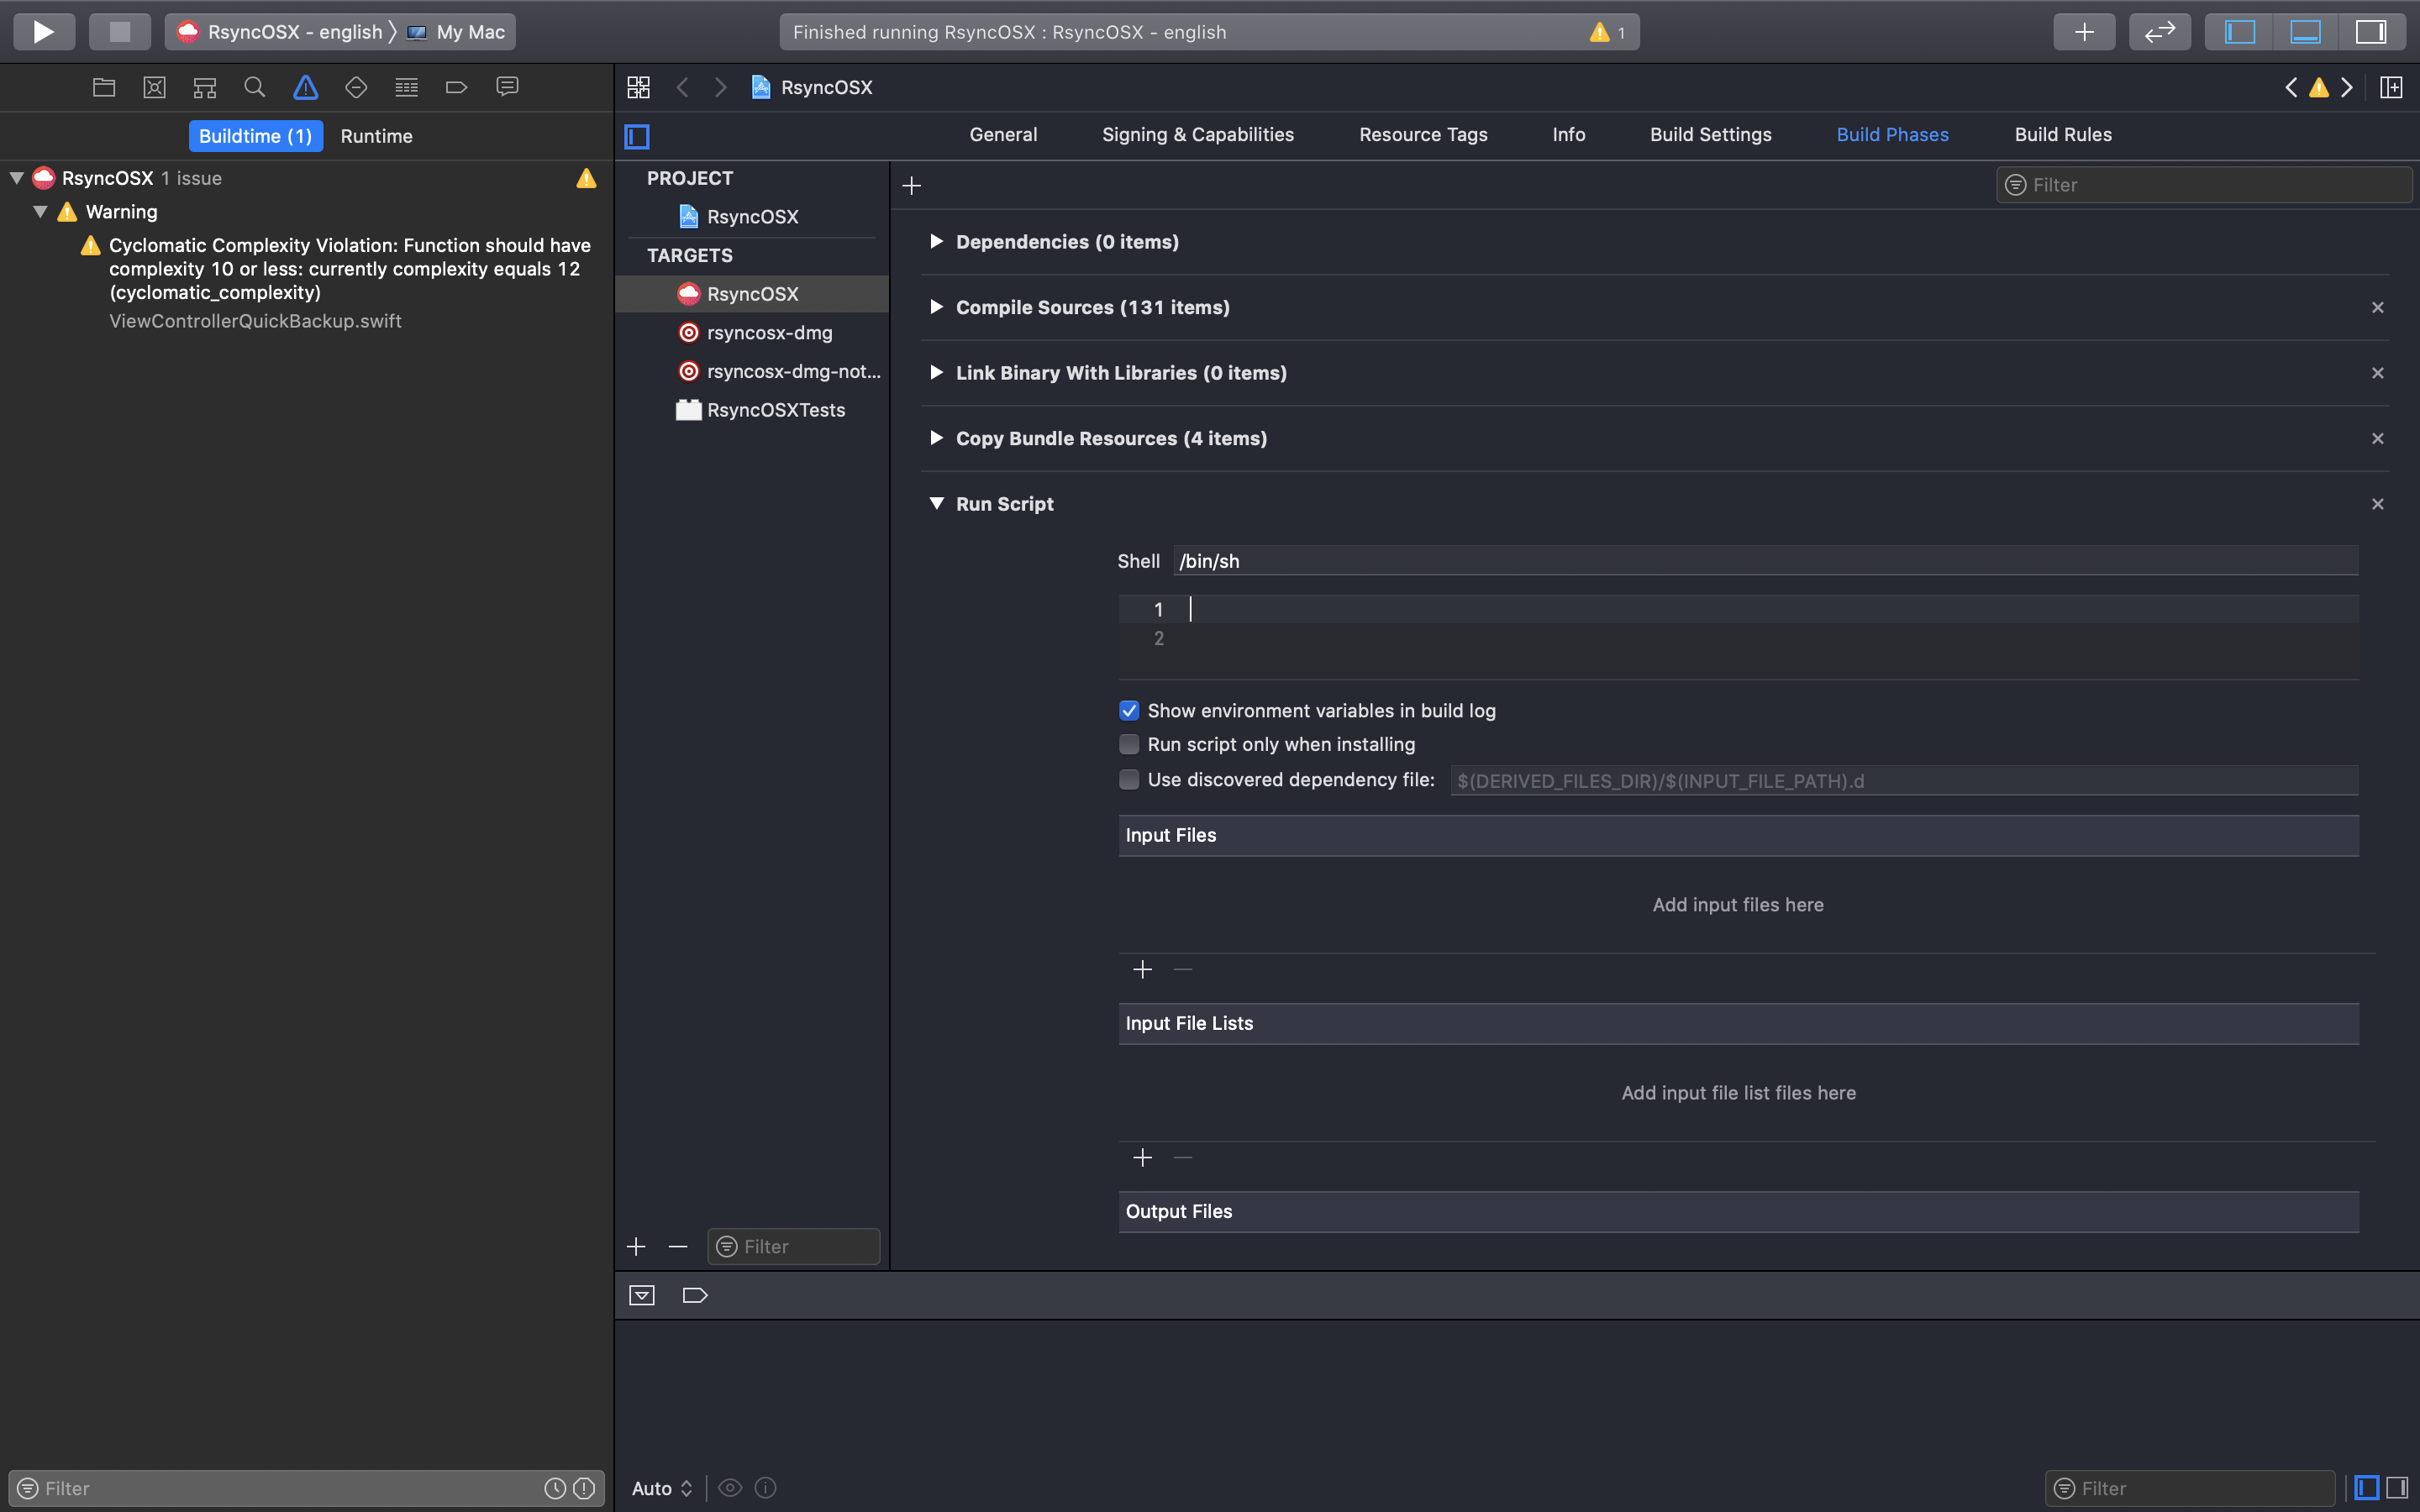 RsyncOSX - english 〉 My Mac
Finished running RsyncOSX : RsyncOSX - english
1
RsyncOSX
Buildtime (1)
Runtime
General
Signing & Capabilities
Resource Tags
Info
Build Settings
Build Phases
Build Rules
RsyncOSX 1 issue
Warning
Cyclomatic Complexity Violation: Function should have
complexity 10 or less: currently complexity equals 12
(cyclomatic_complexity)
ViewControllerQuickBackup.swift
Filter
PROJECT
RsyncOSX
TARGETS
RsyncOSX
rsyncosx-dmg
rsyncosx-dmg-not...
RsyncOSXTests
Filter
Filter
Dependencies (0 items)
Compile Sources (131 items)
Link Binary With Libraries (0 items)
Copy Bundle Resources (4 items)
Run Script
Shell /bin/sh
1
2
Show environment variables in build log
Run script only when installing
Use discovered dependency file: $(DERIVED_FILES_DIR)/$(INPUT_FILE_PATH).d
Input Files
Add input files here
Input File Lists
Add input file list files here
Output Files
Auto
Filter